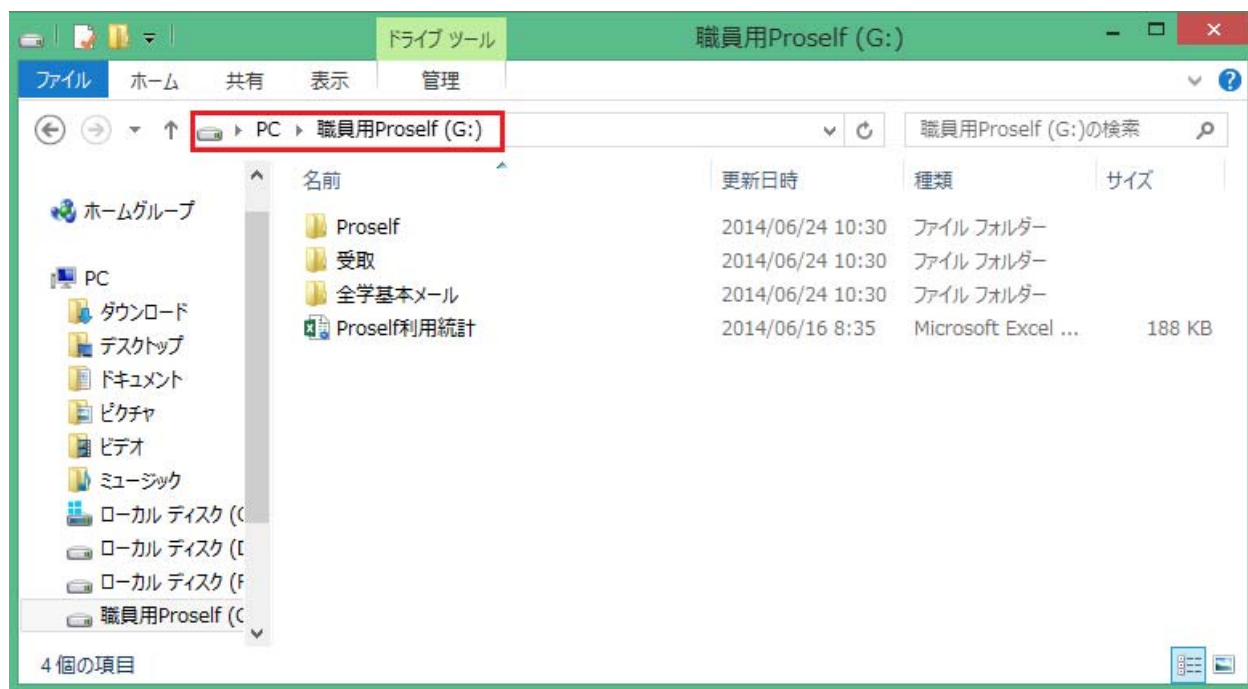 ドライブ ツール
職員用Proself (G:)
ファイル ホーム 共有 表示 管理
PC 職員用Proself (G:)
職員用Proself (G:)の検索
名前 更新日時 種類 サイズ
ホームグループ
PC
ダウンロード
デスクトップ
ドキュメント
ピクチャ
ビデオ
ミュージック
ローカル ディスク (C
ローカル ディスク (D
ローカル ディスク (F
職員用Proself (G
Proself 2014/06/24 10:30 ファイル フォルダー
受取 2014/06/24 10:30 ファイル フォルダー
全学基本メール 2014/06/24 10:30 ファイル フォルダー
Proself利用統計 2014/06/16 8:35 Microsoft Excel ... 188 KB
4 個の項目